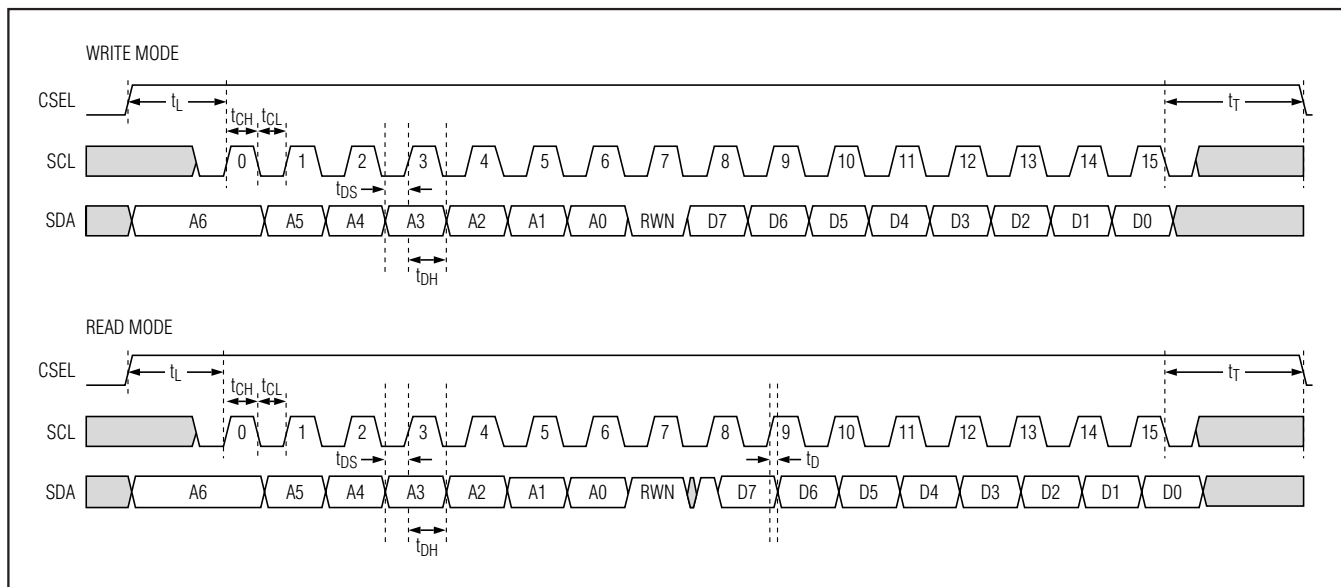 WRITE MODE
CSEL tL tT
tCH tCL
SCL 0 1 2 3 4 5 6 7 8 9 10 11 12 13 14 15
tDS
SDA A6 A5 A4 A3 A2 A1 A0 RWN D7 D6 D5 D4 D3 D2 D1 D0
tDH
READ MODE
CSEL tL tT
tCH tCL
SCL 0 1 2 3 4 5 6 7 8 9 10 11 12 13 14 15
tDS tD
SDA A6 A5 A4 A3 A2 A1 A0 RWN D7 D6 D5 D4 D3 D2 D1 D0
tDH